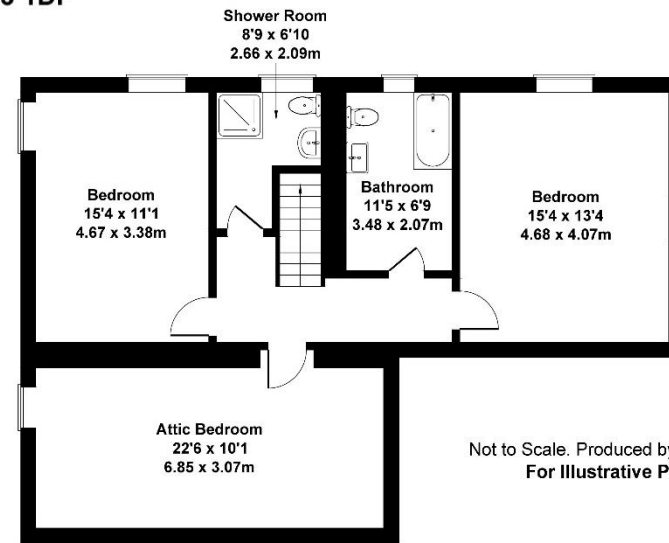 Shower Room
8'9 x 6'10
2.66 x 2.09m
Bedroom
15'4 x 11'1
4.67 x 3.38m
Bathroom
11'5 x 6'9
3.48 x 2.07m
Bedroom
15'4 x 13'4
4.68 x 4.07m
Attic Bedroom
22'6 x 10'1
6.85 x 3.07m
Not to Scale. Produced by
For Illustrative P